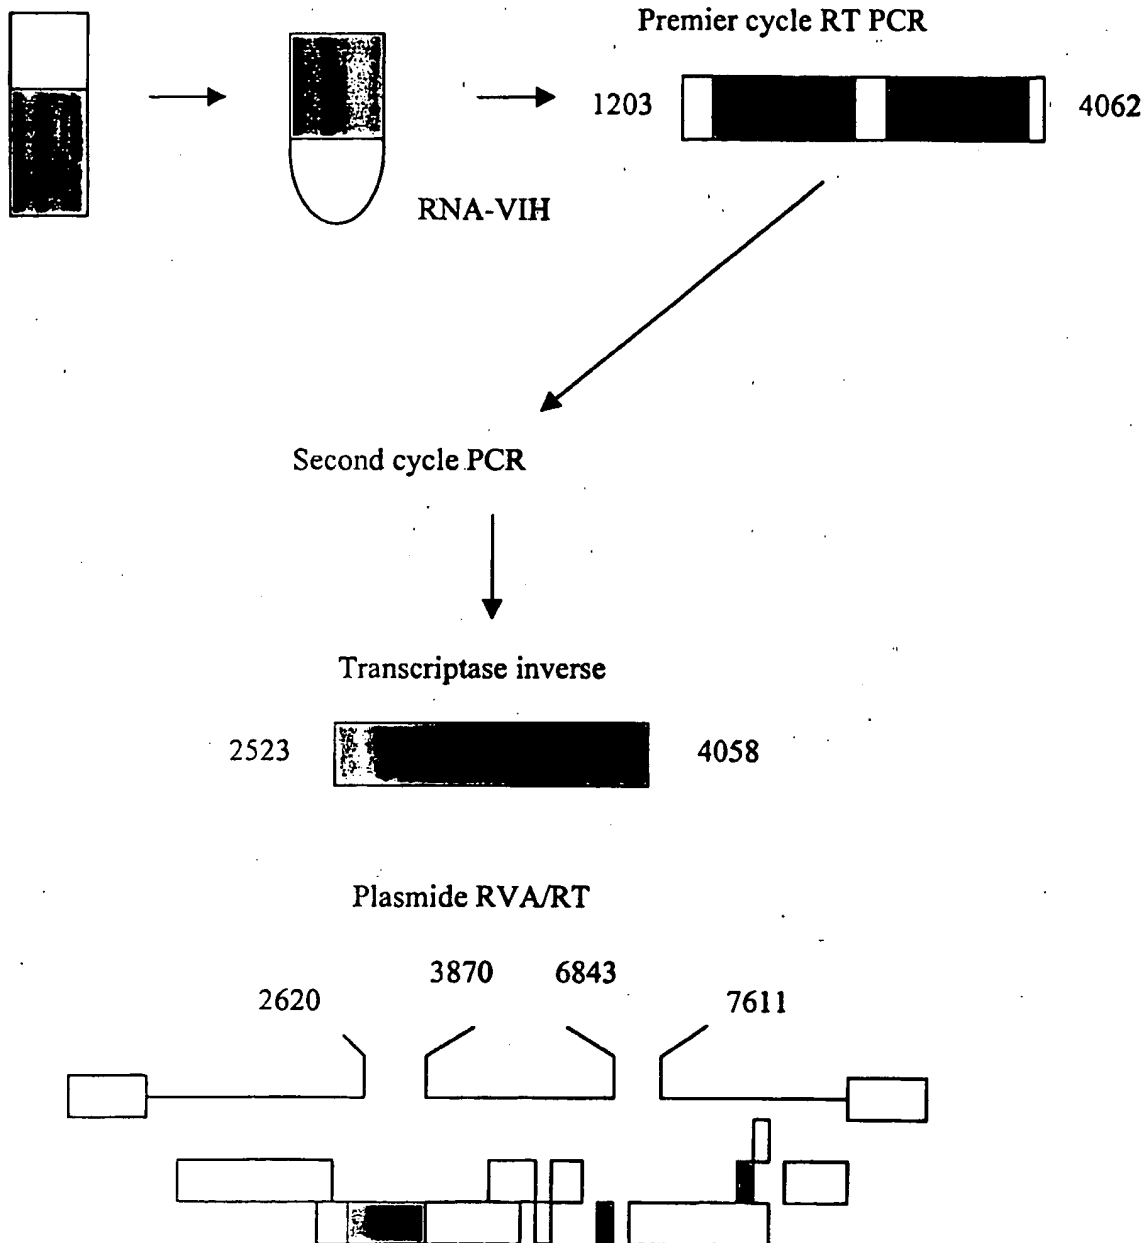 Premier cycle RT PCR
1203
4062
RNA-VIH
Second cycle PCR
Transcriptase inverse
2523
4058
Plasmide RVA/RT
3870
6843
2620
7611